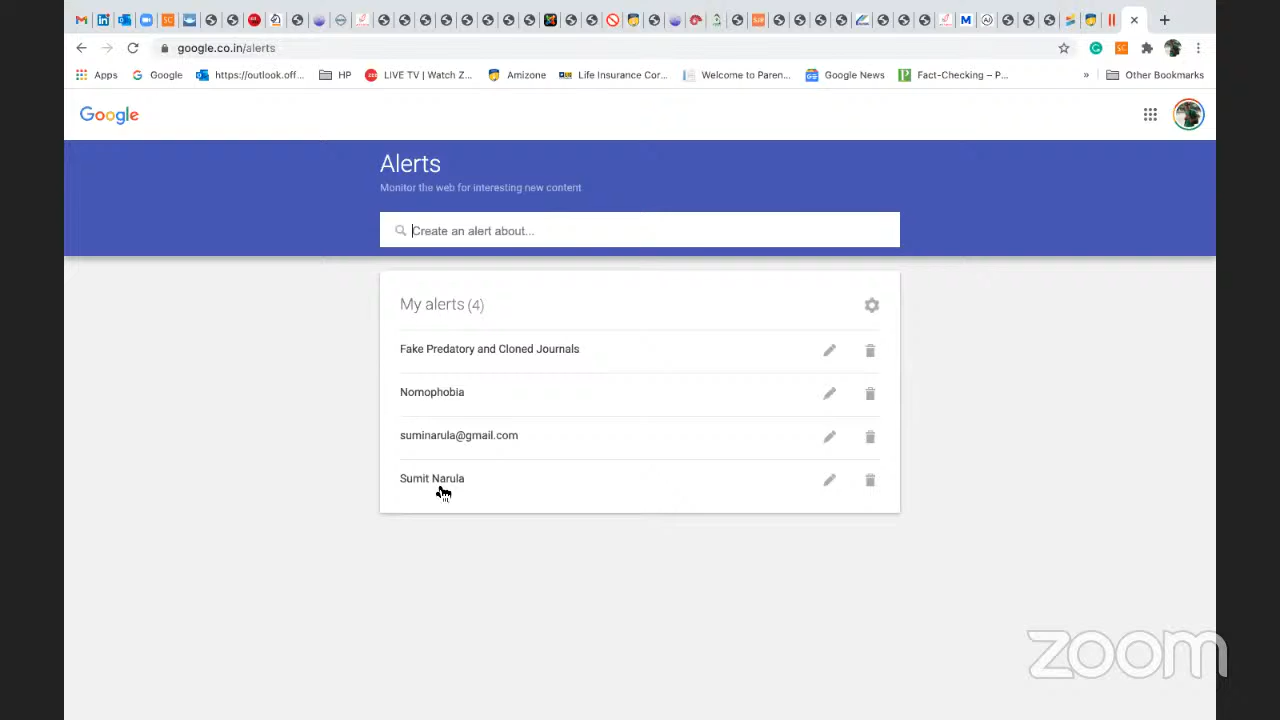 google.co.in/alerts
Apps Google https://outlook.off... HP LIVE TV | Watch Z... Amizone Life Insurance Cor... Welcome to Paren... Google News Fact-Checking – P... » Other Bookmarks
Google
Alerts
Monitor the web for interesting new content
Create an alert about...
My alerts (4)
Fake Predatory and Cloned Journals
Nomophobia
suminarula@gmail.com
Sumit Narula
zoom